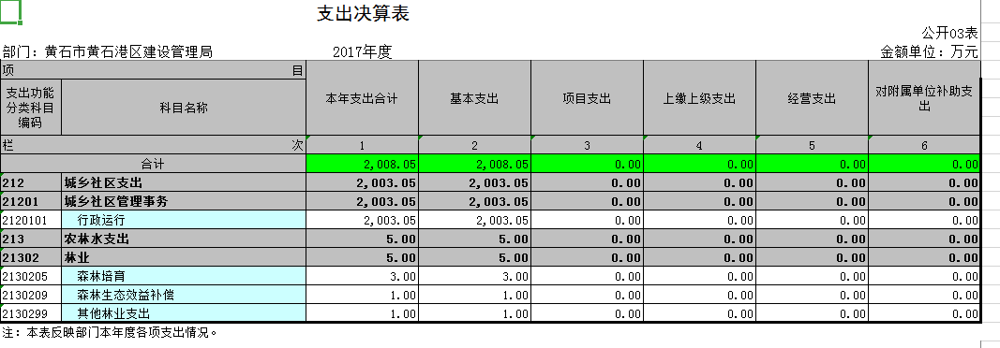 支出决算表
公开03表
部门：黄石市黄石港区建设管理局 2017年度 金额单位：万元
项 目
支出功能分类科目编码 科目名称 本年支出合计 基本支出 项目支出 上缴上级支出 经营支出 对附属单位补助支出
栏 次 1 2 3 4 5 6
合计 2,008.05 2,008.05 0.00 0.00 0.00 0.00
212 城乡社区支出 2,003.05 2,003.05 0.00 0.00 0.00 0.00
21201 城乡社区管理事务 2,003.05 2,003.05 0.00 0.00 0.00 0.00
2120101 行政运行 2,003.05 2,003.05 0.00 0.00 0.00 0.00
213 农林水支出 5.00 5.00 0.00 0.00 0.00 0.00
21302 林业 5.00 5.00 0.00 0.00 0.00 0.00
2130205 森林培育 3.00 3.00 0.00 0.00 0.00 0.00
2130209 森林生态效益补偿 1.00 1.00 0.00 0.00 0.00 0.00
2130299 其他林业支出 1.00 1.00 0.00 0.00 0.00 0.00
注：本表反映部门本年度各项支出情况。